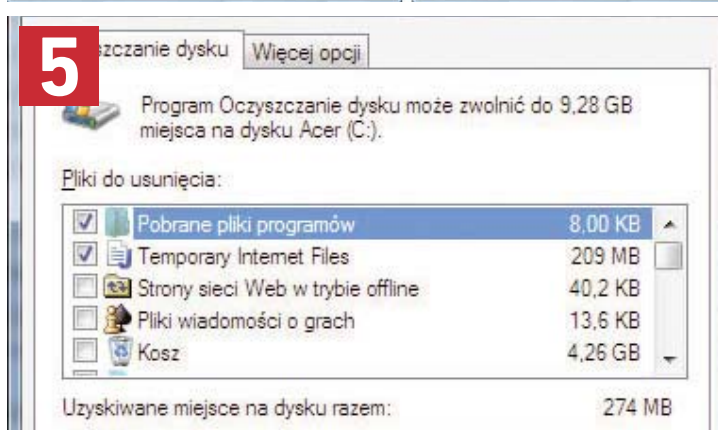 5
szczanie dysku
Więcej opcji
Program Oczyszczanie dysku może zwolnić do 9,28 GB
miejsca na dysku Acer (C:).
Pliki do usunięcia:
Pobrane pliki programów 8,00 KB
Temporary Internet Files 209 MB
Strony sieci Web w trybie offline 40,2 KB
Pliki wiadomości o grach 13,6 KB
Kosz 4,26 GB
Uzyskiwane miejsce na dysku razem: 274 MB